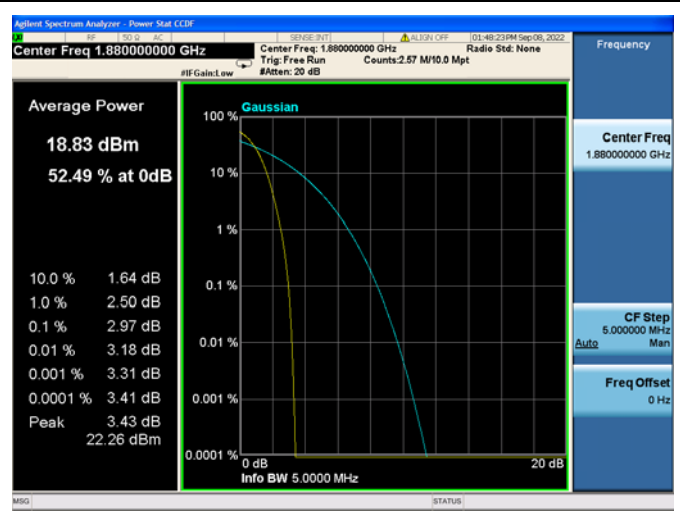 Agilent Spectrum Analyzer - Power Stat CCDF
RF 50 Ω AC SENSE:INT ALIGN OFF 01:48:23 PM Sep 08, 2022
Center Freq 1.880000000 GHz
Center Freq: 1.880000000 GHz Radio Std: None
Trig: Free Run Counts:2.57 M/10.0 Mpt
#IFGain:Low #Atten: 20 dB
Frequency
Average Power
18.83 dBm
52.49 % at 0dB
10.0 % 1.64 dB
1.0 % 2.50 dB
0.1 % 2.97 dB
0.01 % 3.18 dB
0.001 % 3.31 dB
0.0001 % 3.41 dB
Peak 3.43 dB
22.26 dBm
Gaussian
100 %
10 %
1 %
0.1 %
0.01 %
0.001 %
0.0001 %
0 dB 20 dB
Info BW 5.0000 MHz
Center Freq
1.880000000 GHz
CF Step
5.000000 MHz
Auto Man
Freq Offset
0 Hz
MSG STATUS